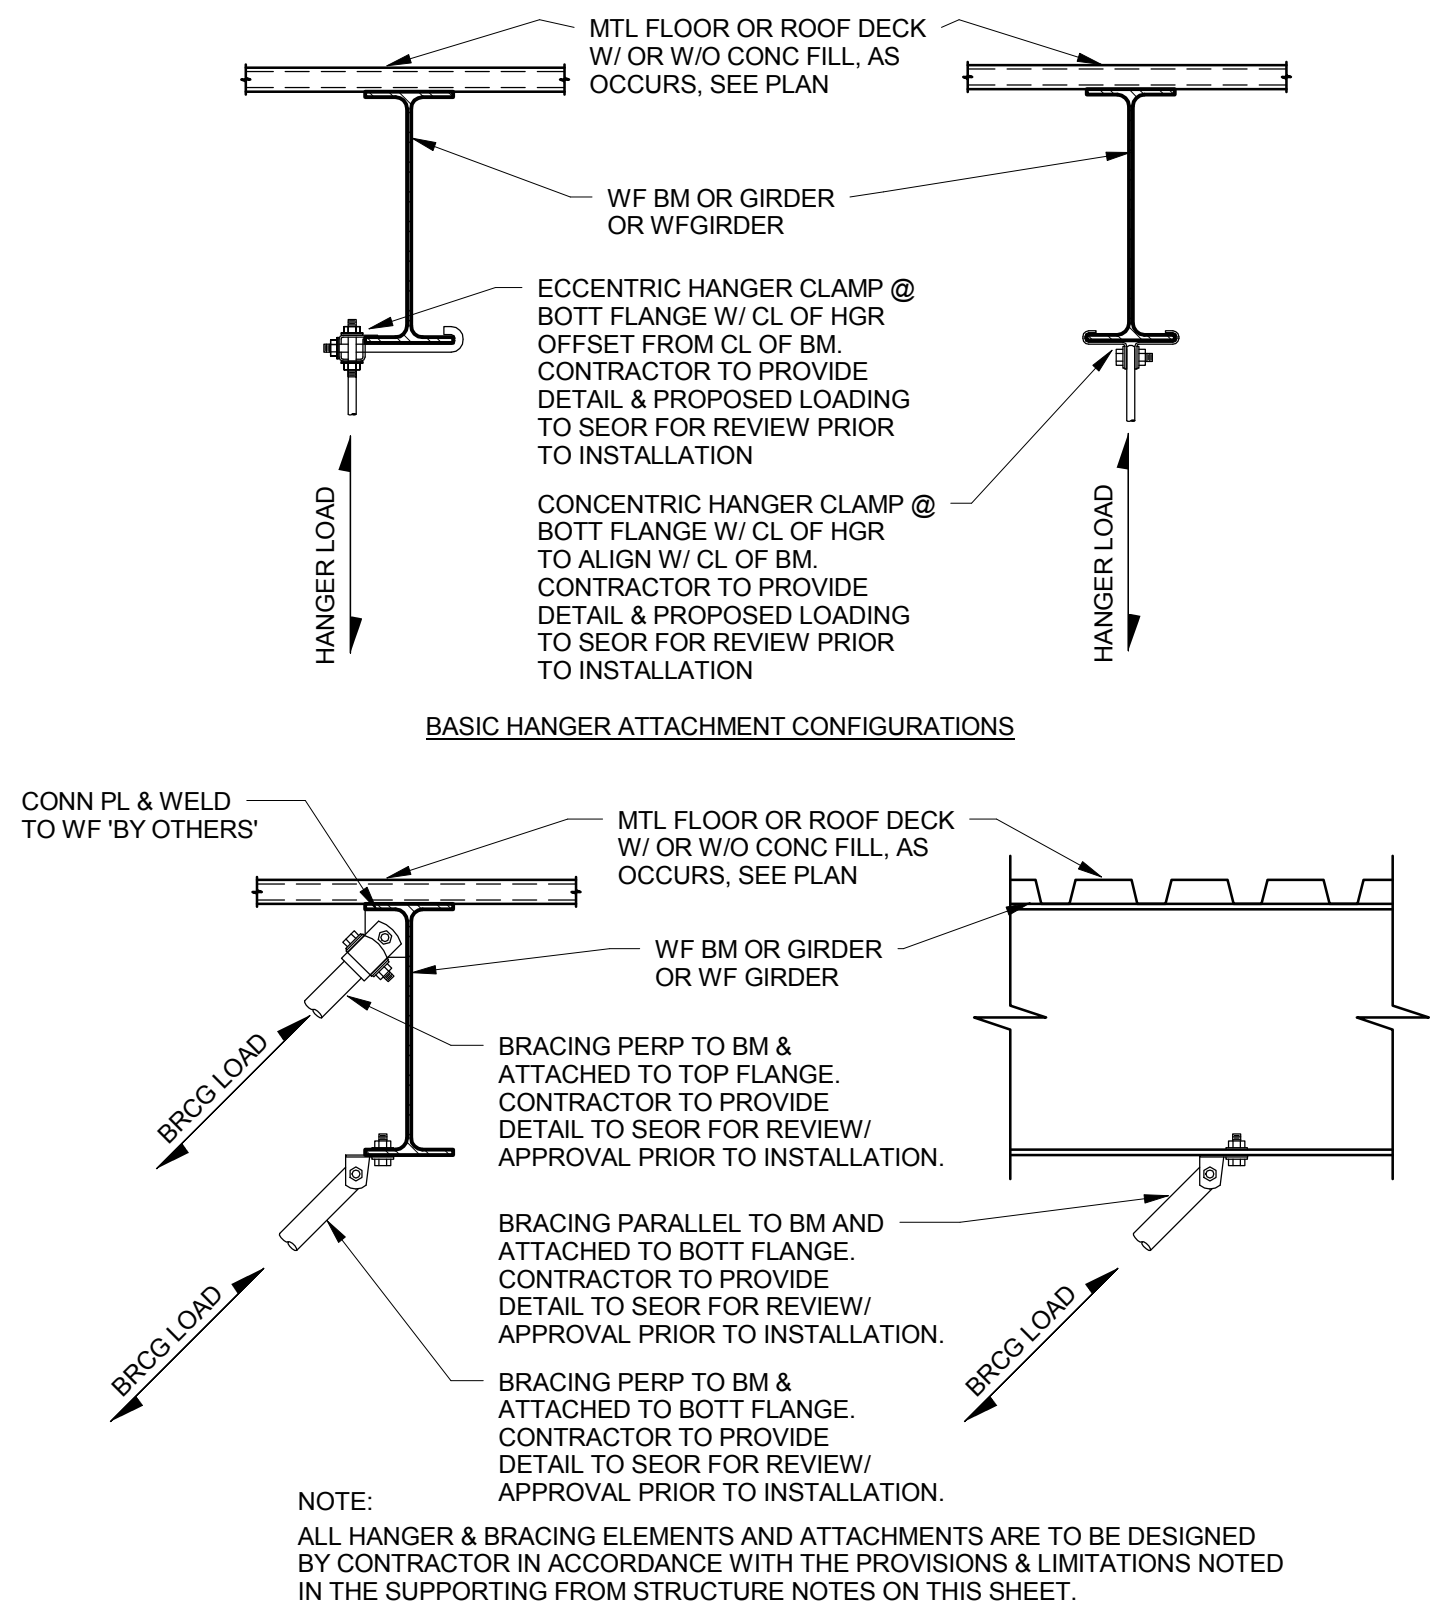 MTL FLOOR OR ROOF DECK
W/ OR W/O CONC FILL, AS
OCCURS, SEE PLAN
WF BM OR GIRDER
OR WFGIRDER
ECCENTRIC HANGER CLAMP @
BOTT FLANGE W/ CL OF HGR
OFFSET FROM CL OF BM.
CONTRACTOR TO PROVIDE
DETAIL & PROPOSED LOADING
TO SEOR FOR REVIEW PRIOR
TO INSTALLATION
HANGER LOAD
CONCENTRIC HANGER CLAMP @
BOTT FLANGE W/ CL OF HGR
TO ALIGN W/ CL OF BM.
CONTRACTOR TO PROVIDE
DETAIL & PROPOSED LOADING
TO SEOR FOR REVIEW PRIOR
TO INSTALLATION
HANGER LOAD
BASIC HANGER ATTACHMENT CONFIGURATIONS
CONN PL & WELD
TO WF 'BY OTHERS'
MTL FLOOR OR ROOF DECK
W/ OR W/O CONC FILL, AS
OCCURS, SEE PLAN
WF BM OR GIRDER
OR WF GIRDER
BRCG LOAD
BRACING PERP TO BM &
ATTACHED TO TOP FLANGE.
CONTRACTOR TO PROVIDE
DETAIL TO SEOR FOR REVIEW/
APPROVAL PRIOR TO INSTALLATION.
BRACING PARALLEL TO BM AND
ATTACHED TO BOTT FLANGE.
CONTRACTOR TO PROVIDE
DETAIL TO SEOR FOR REVIEW/
APPROVAL PRIOR TO INSTALLATION.
BRCG LOAD
BRCG LOAD
BRACING PERP TO BM &
ATTACHED TO BOTT FLANGE.
CONTRACTOR TO PROVIDE
DETAIL TO SEOR FOR REVIEW/
APPROVAL PRIOR TO INSTALLATION.
NOTE:
ALL HANGER & BRACING ELEMENTS AND ATTACHMENTS ARE TO BE DESIGNED
BY CONTRACTOR IN ACCORDANCE WITH THE PROVISIONS & LIMITATIONS NOTED
IN THE SUPPORTING FROM STRUCTURE NOTES ON THIS SHEET.